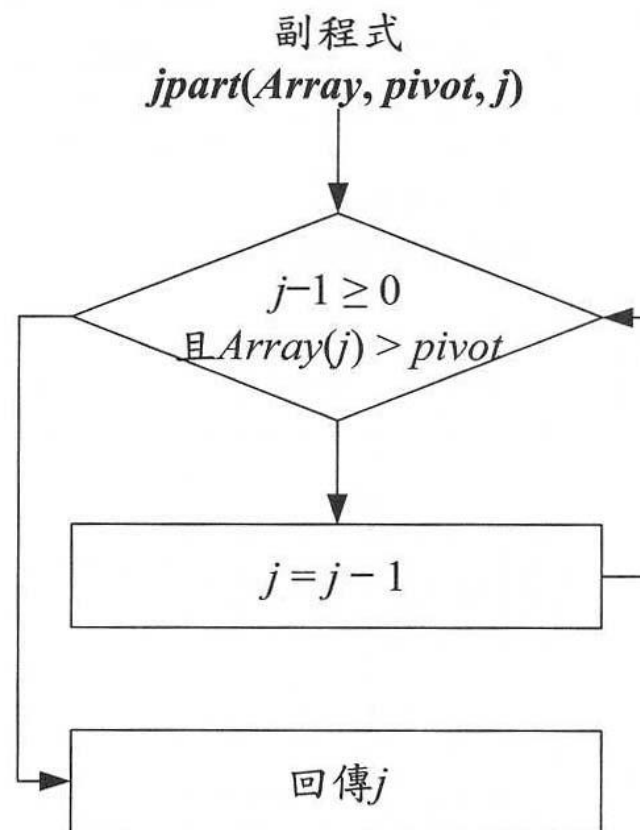 副程式
jpart(Array, pivot, j)
j−1 ≥ 0
且Array(j) > pivot
j = j − 1
回傳j